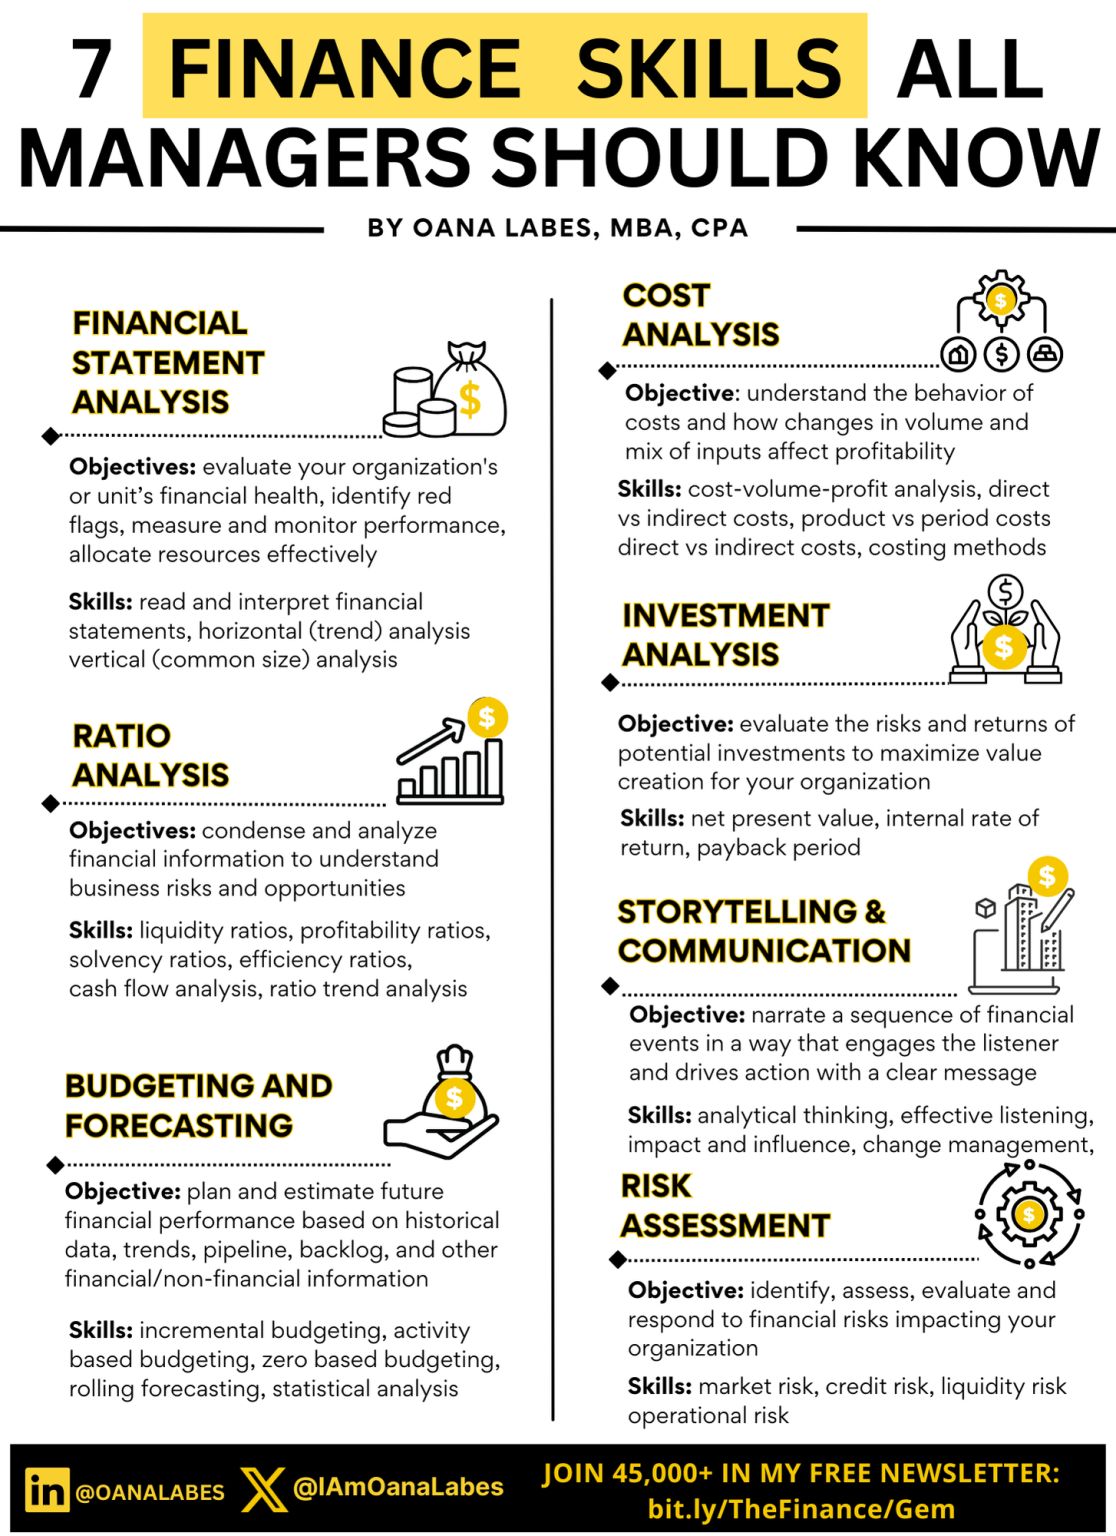 7 FINANCE SKILLS ALL
MANAGERS SHOULD KNOW
BY OANA LABES, MBA, CPA
FINANCIAL
STATEMENT
ANALYSIS
$
Objectives: evaluate your organization's
or unit’s financial health, identify red
flags, measure and monitor performance,
allocate resources effectively
Skills: read and interpret financial
statements, horizontal (trend) analysis
vertical (common size) analysis
RATIO
ANALYSIS
$
Objectives: condense and analyze
financial information to understand
business risks and opportunities
Skills: liquidity ratios, profitability ratios,
solvency ratios, efficiency ratios,
cash flow analysis, ratio trend analysis
BUDGETING AND
FORECASTING
$
Objective: plan and estimate future
financial performance based on historical
data, trends, pipeline, backlog, and other
financial/non-financial information
Skills: incremental budgeting, activity
based budgeting, zero based budgeting,
rolling forecasting, statistical analysis
COST
ANALYSIS
$
$
Objective: understand the behavior of
costs and how changes in volume and
mix of inputs affect profitability
Skills: cost-volume-profit analysis, direct
vs indirect costs, product vs period costs
direct vs indirect costs, costing methods
INVESTMENT
ANALYSIS
$
$
Objective: evaluate the risks and returns of
potential investments to maximize value
creation for your organization
Skills: net present value, internal rate of
return, payback period
STORYTELLING &
COMMUNICATION
$
Objective: narrate a sequence of financial
events in a way that engages the listener
and drives action with a clear message
Skills: analytical thinking, effective listening,
impact and influence, change management,
RISK
ASSESSMENT
$
Objective: identify, assess, evaluate and
respond to financial risks impacting your
organization
Skills: market risk, credit risk, liquidity risk
operational risk
in @OANALABES
X @IAmOanaLabes
JOIN 45,000+ IN MY FREE NEWSLETTER:
bit.ly/TheFinance/Gem